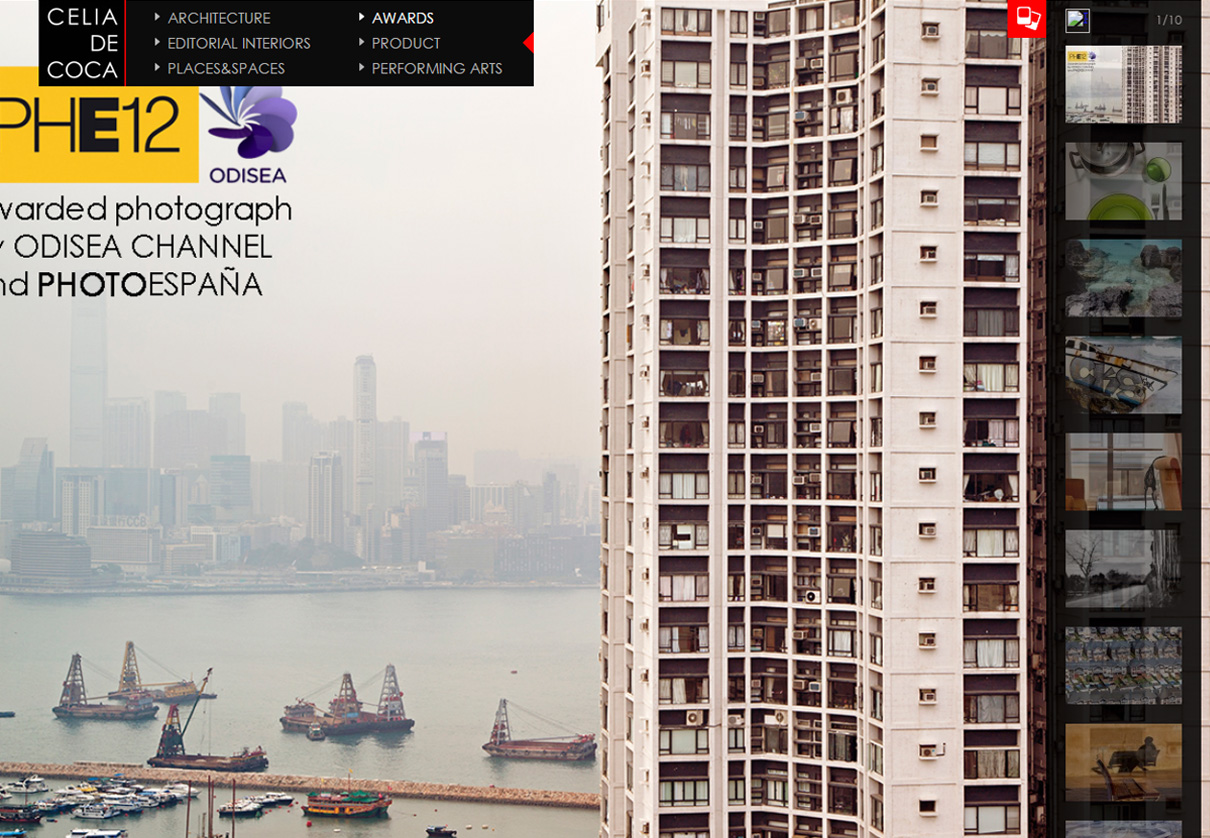 CELIA
DE
COCA
ARCHITECTURE
EDITORIAL INTERIORS
PLACES&SPACES
AWARDS
PRODUCT
PERFORMING ARTS
1/10
PHE12
ODISEA
warded photograph
y ODISEA CHANNEL
nd PHOTOESPAÑA